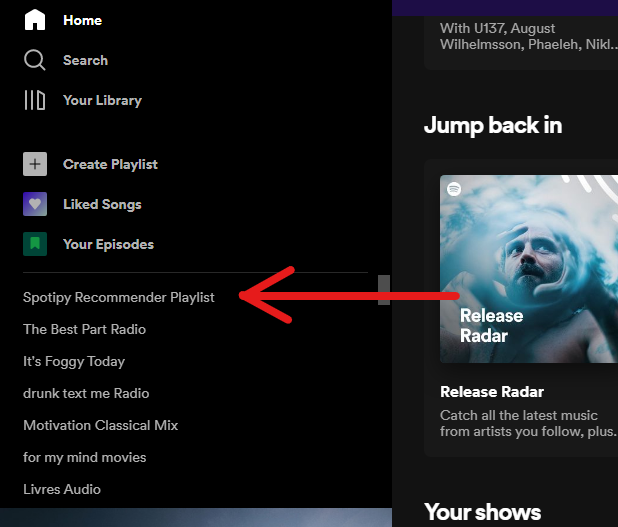 Home
Search
Your Library
Create Playlist
Liked Songs
Your Episodes
Spotipy Recommender Playlist
The Best Part Radio
It's Foggy Today
drunk text me Radio
Motivation Classical Mix
for my mind movies
Livres Audio
With U137, August
Wilhelmsson, Phaeleh, Nikl...
Jump back in
Release
Radar
Release Radar
Catch all the latest music
from artists you follow, plus...
Your shows